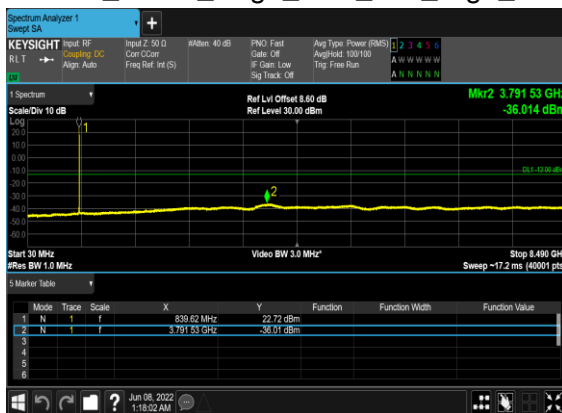 Spectrum Analyzer 1
Swept SA
KEYSIGHT Input: RF Input Z: 50 Ω #Atten: 40 dB PNO: Fast Avg Type: Power (RMS) 1 2 3 4 5 6
RLT Coupling: DC Corr CCorr Gate: Off Avg|Hold: 100/100 A W W W W W
Align: Auto Freq Ref: Int (S) IF Gain: Low Trig: Free Run
LU Sig Track: Off A N N N N N
1 Spectrum Ref Lvl Offset 8.60 dB Mkr2 3.791 53 GHz
Scale/Div 10 dB Ref Level 30.00 dBm -36.014 dBm
Log
20.0 1
10.0
0.00
-10.0 DL1 -13.00 dBm
-20.0
-30.0 2
-40.0
-50.0
-60.0
Start 30 MHz Video BW 3.0 MHz* Stop 8.490 GHz
#Res BW 1.0 MHz Sweep ~17.2 ms (40001 pts)
5 Marker Table
Mode Trace Scale X Y Function Function Width Function Value
1 N 1 f 839.62 MHz 22.72 dBm
2 N 1 f 3.791 53 GHz -36.01 dBm
3
4
5
6
? Jun 08, 2022
1:18:02 AM